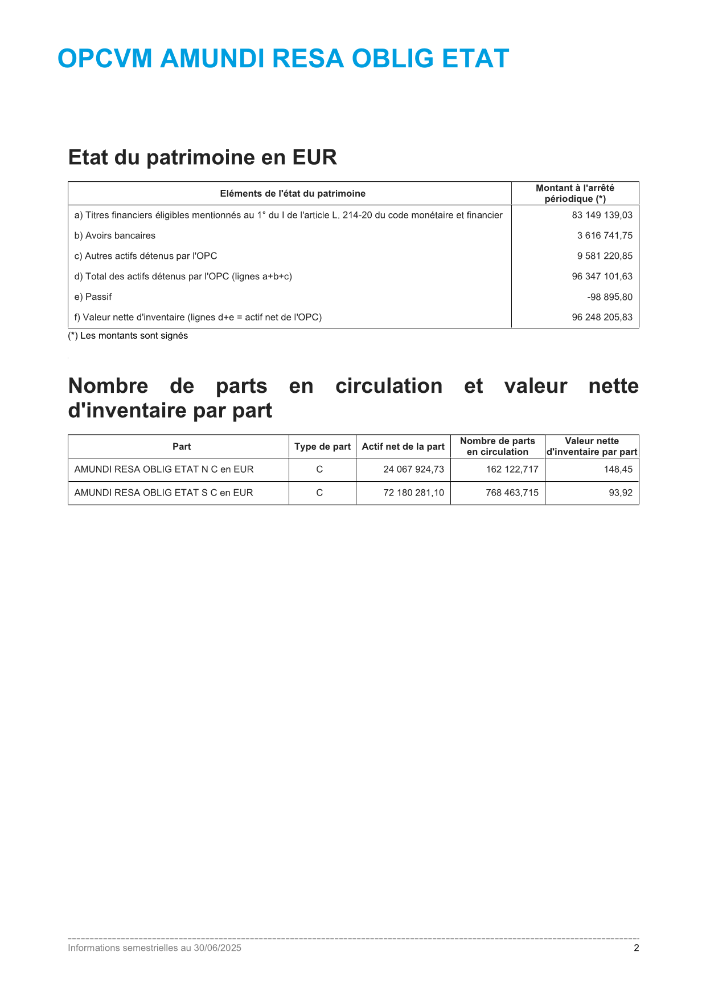 OPCVM AMUNDI RESA OBLIG ETAT
Etat du patrimoine en EUR
Eléments de l'état du patrimoine
Montant à l'arrêté
périodique (*)
a) Titres financiers éligibles mentionnés au 1° du I de l'article L. 214-20 du code monétaire et financier 83 149 139,03
b) Avoirs bancaires 3 616 741,75
c) Autres actifs détenus par l'OPC 9 581 220,85
d) Total des actifs détenus par l'OPC (lignes a+b+c) 96 347 101,63
e) Passif -98 895,80
f) Valeur nette d'inventaire (lignes d+e = actif net de l'OPC) 96 248 205,83
(*) Les montants sont signés
Nombre de parts en circulation et valeur nette
d'inventaire par part
Part Type de part Actif net de la part Nombre de parts en circulation Valeur nette d'inventaire par part
AMUNDI RESA OBLIG ETAT N C en EUR C 24 067 924,73 162 122,717 148,45
AMUNDI RESA OBLIG ETAT S C en EUR C 72 180 281,10 768 463,715 93,92
Informations semestrielles au 30/06/2025 2